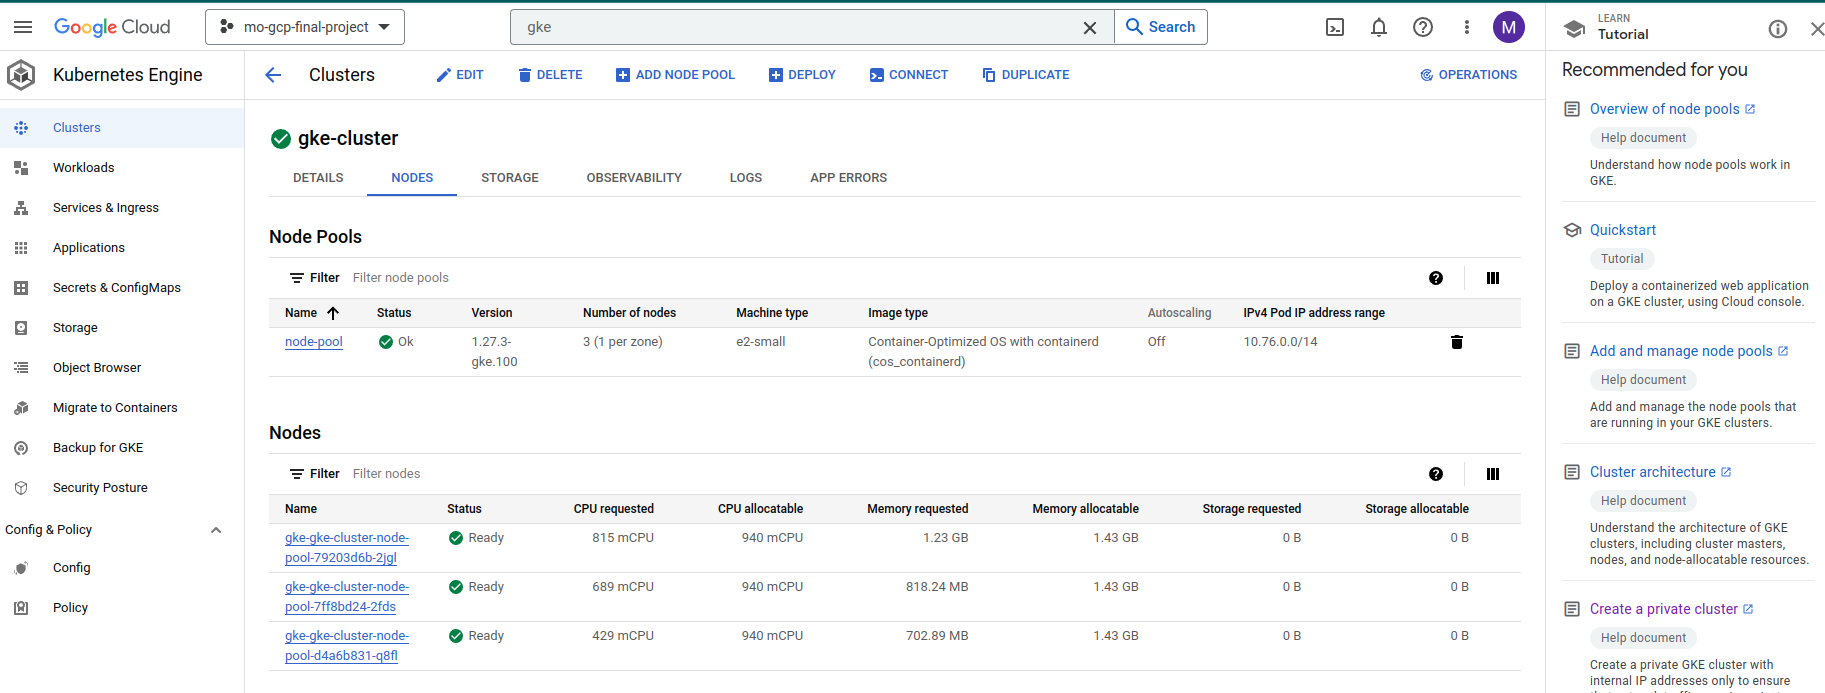 Google Cloud
mo-gcp-final-project
gke
Search
M
LEARN
Tutorial
Kubernetes Engine
Clusters
EDIT
DELETE
ADD NODE POOL
DEPLOY
CONNECT
DUPLICATE
OPERATIONS
Clusters
Workloads
Services & Ingress
Applications
Secrets & ConfigMaps
Storage
Object Browser
Migrate to Containers
Backup for GKE
Security Posture
Config & Policy
Config
Policy
gke-cluster
DETAILS NODES STORAGE OBSERVABILITY LOGS APP ERRORS
Node Pools
Filter Filter node pools
Name Status Version Number of nodes Machine type Image type Autoscaling IPv4 Pod IP address range
node-pool Ok 1.27.3- 3 (1 per zone) e2-small Container-Optimized OS with containerd Off 10.76.0.0/14
gke.100 (cos_containerd)
Nodes
Filter Filter nodes
Name Status CPU requested CPU allocatable Memory requested Memory allocatable Storage requested Storage allocatable
gke-gke-cluster-node- Ready 815 mCPU 940 mCPU 1.23 GB 1.43 GB 0 B 0 B
pool-79203d6b-2jgl
gke-gke-cluster-node- Ready 689 mCPU 940 mCPU 818.24 MB 1.43 GB 0 B 0 B
pool-7ff8bd24-2fds
gke-gke-cluster-node- Ready 429 mCPU 940 mCPU 702.89 MB 1.43 GB 0 B 0 B
pool-d4a6b831-q8fl
Recommended for you
Overview of node pools
Help document
Understand how node pools work in
GKE.
Quickstart
Tutorial
Deploy a containerized web application
on a GKE cluster, using Cloud console.
Add and manage node pools
Help document
Add and manage the node pools that
are running in your GKE clusters.
Cluster architecture
Help document
Understand the architecture of GKE
clusters, including cluster masters,
nodes, and node-allocatable resources.
Create a private cluster
Help document
Create a private GKE cluster with
internal IP addresses only to ensure